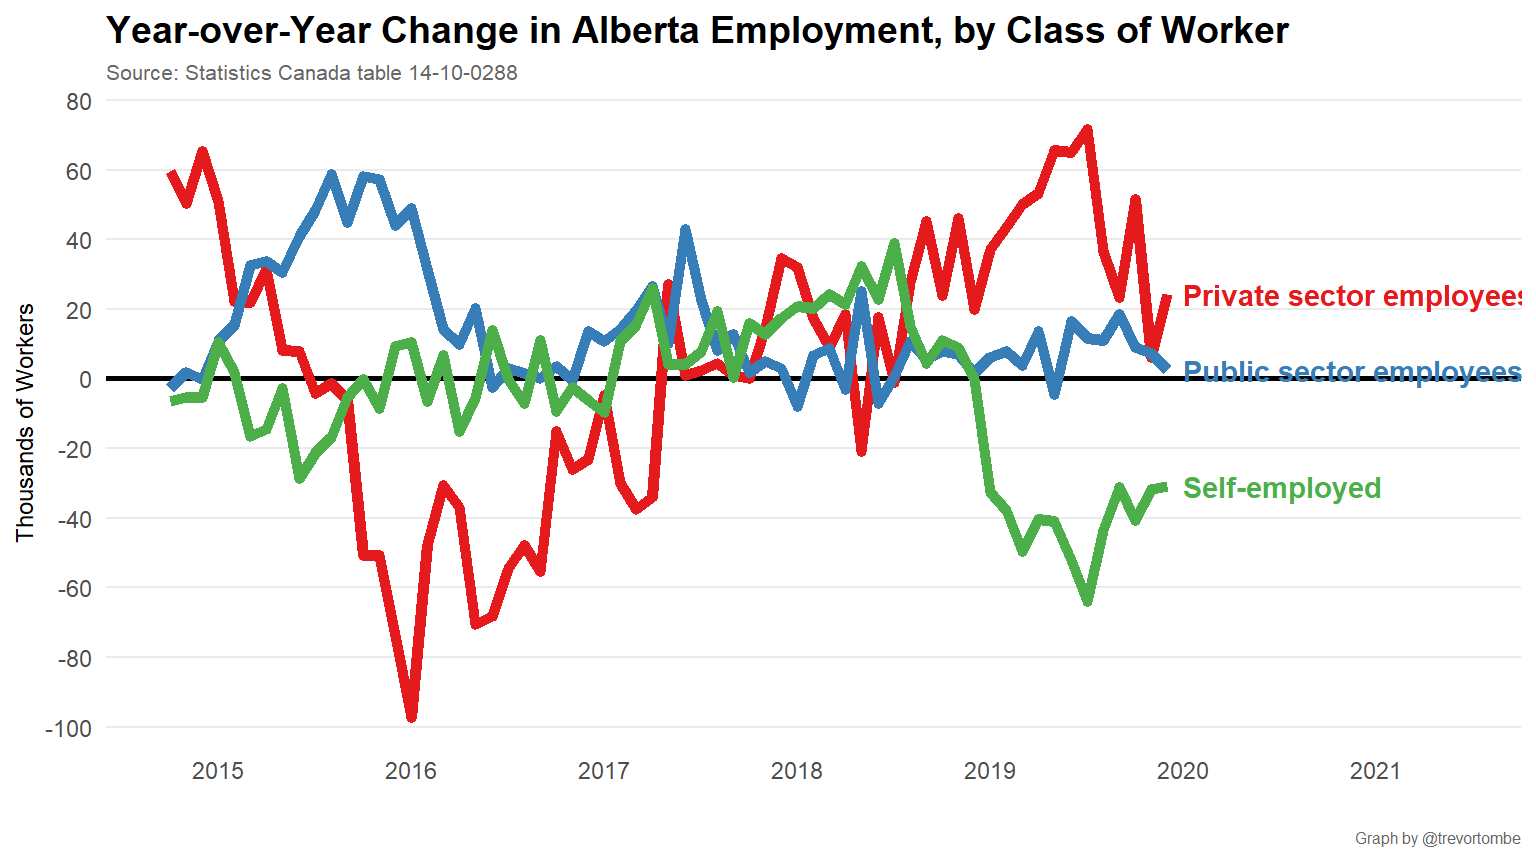 Year-over-Year Change in Alberta Employment, by Class of Worker
Source: Statistics Canada table 14-10-0288
Thousands of Workers
80
60
40
20
0
-20
-40
-60
-80
-100
Private sector employees
Public sector employees
Self-employed
2015 2016 2017 2018 2019 2020 2021
Graph by @trevortombe